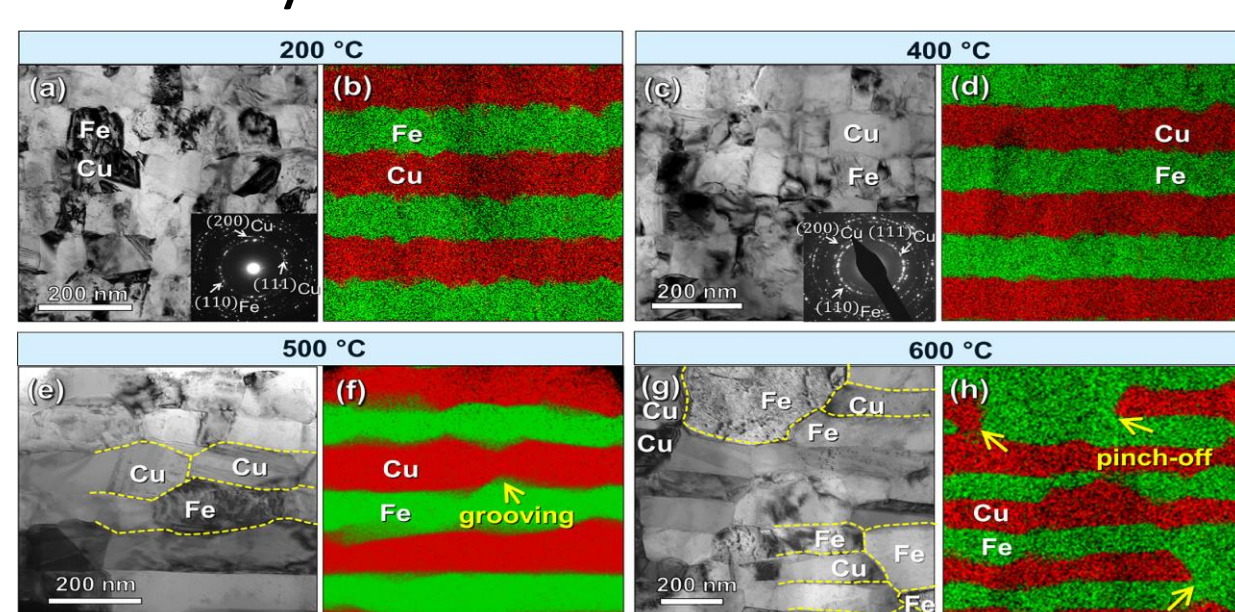 200 °C
400 °C
(a)
Fe
Cu
(200)Cu
(111)Cu
(110)Fe
200 nm
(b)
Fe
Cu
(c)
Cu
Fe
(200)Cu (111)Cu
(110)Fe
200 nm
(d)
Cu
Fe
500 °C
600 °C
(e)
Cu
Cu
Fe
200 nm
(f)
Cu
Fe
grooving
(g)
Cu
Fe
Cu
Cu
Fe
Fe
Fe
Cu
Fe
200 nm
(h)
pinch-off
Cu
Fe